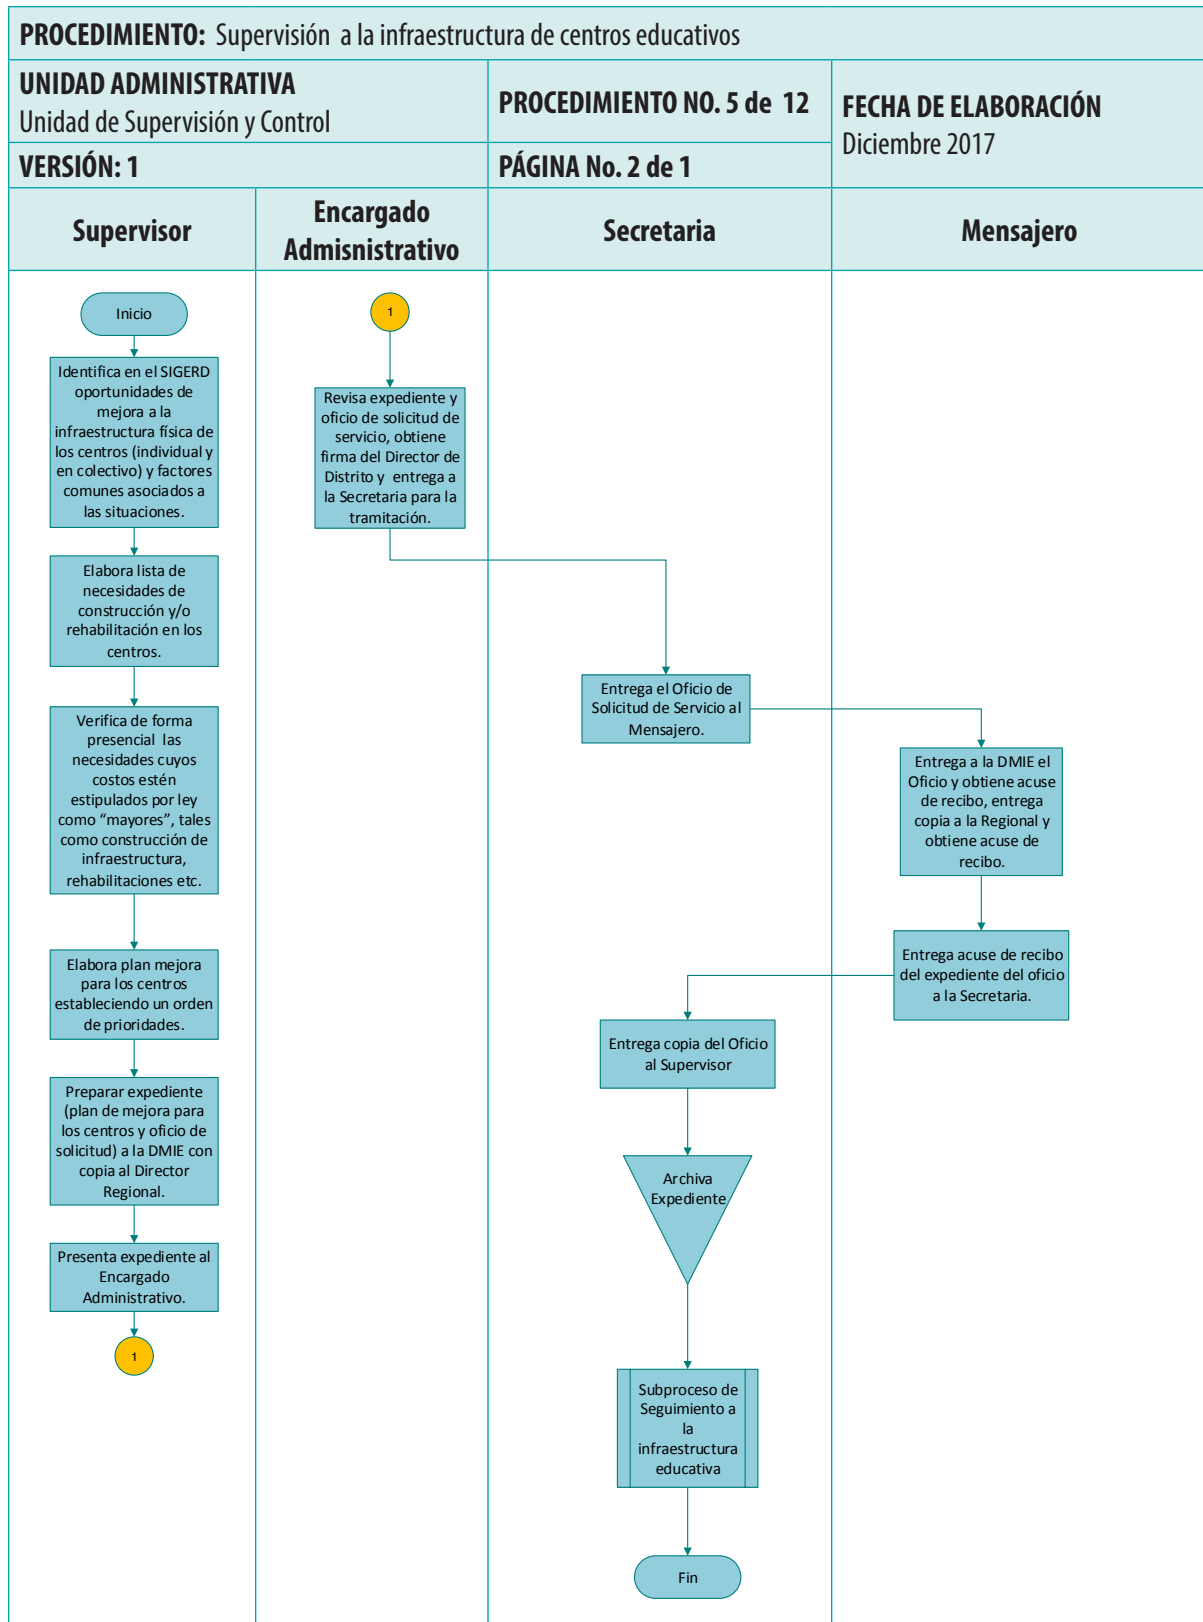 PROCEDIMIENTO: Supervisión a la infraestructura de centros educativos
UNIDAD ADMINISTRATIVA
Unidad de Supervisión y Control
PROCEDIMIENTO NO. 5 de 12
FECHA DE ELABORACIÓN
Diciembre 2017
VERSIÓN: 1
PÁGINA No. 2 de 1
Supervisor
Encargado
Admisnistrativo
Secretaria
Mensajero
Inicio
Identifica en el SIGERD
oportunidades de
mejora a la
infraestructura física de
los centros (individual y
en colectivo) y factores
comunes asociados a
las situaciones.
Elabora lista de
necesidades de
construcción y/o
rehabilitación en los
centros.
Verifica de forma
presencial las
necesidades cuyos
costos estén
estipulados por ley
como “mayores”, tales
como construcción de
infraestructura,
rehabilitaciones etc.
Elabora plan mejora
para los centros
estableciendo un orden
de prioridades.
Preparar expediente
(plan de mejora para
los centros y oficio de
solicitud) a la DMIE con
copia al Director
Regional.
Presenta expediente al
Encargado
Administrativo.
1
1
Revisa expediente y
oficio de solicitud de
servicio, obtiene
firma del Director de
Distrito y entrega a
la Secretaria para la
tramitación.
Entrega el Oficio de
Solicitud de Servicio al
Mensajero.
Entrega a la DMIE el
Oficio y obtiene acuse
de recibo, entrega
copia a la Regional y
obtiene acuse de
recibo.
Entrega acuse de recibo
del expediente del oficio
a la Secretaria.
Entrega copia del Oficio
al Supervisor
Archiva
Expediente
Subproceso de
Seguimiento a
la
infraestructura
educativa
Fin